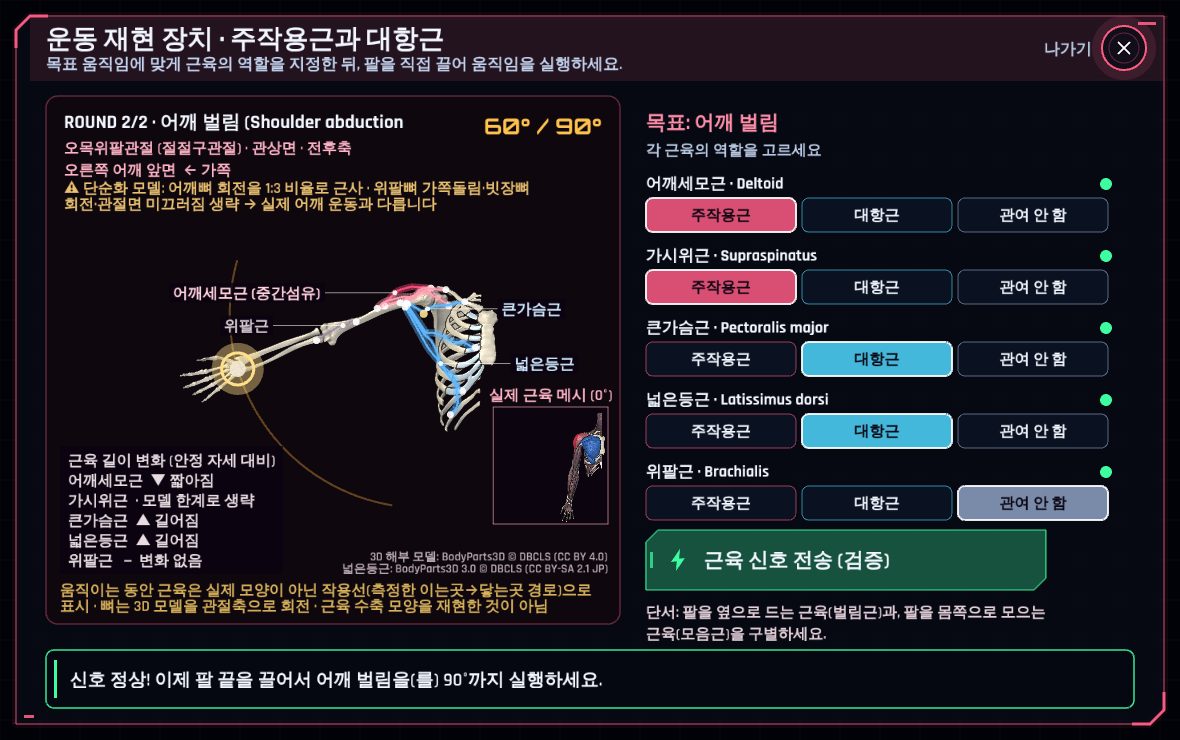 운동 재현 장치 · 주작용근과 대항근
목표 움직임에 맞게 근육의 역할을 지정한 뒤, 팔을 직접 끌어 움직임을 실행하세요.
나가기
ROUND 2/2 · 어깨 벌림 (Shoulder abduction
60° / 90°
오목위팔관절 (절절구관절) · 관상면 · 전후축
오른쪽 어깨 앞면 ← 가쪽
⚠ 단순화 모델: 어깨뼈 회전을 1:3 비율로 근사 · 위팔뼈 가쪽돌림·빗장뼈
회전·관절면 미끄러짐 생략 → 실제 어깨 운동과 다릅니다
어깨세모근 (중간섬유)
위팔근
큰가슴근
넓은등근
실제 근육 메시 (0°)
근육 길이 변화 (안정 자세 대비)
어깨세모근 ▼ 짧아짐
가시위근 · 모델 한계로 생략
큰가슴근 ▲ 길어짐
넓은등근 ▲ 길어짐
위팔근 – 변화 없음
3D 해부 모델: BodyParts3D © DBCLS (CC BY 4.0)
넓은등근: BodyParts3D 3.0 © DBCLS (CC BY-SA 2.1 JP)
움직이는 동안 근육은 실제 모양이 아닌 작용선(측정한 이는곳→닿는곳 경로)으로
표시 · 뼈는 3D 모델을 관절축으로 회전 · 근육 수축 모양을 재현한 것이 아님
목표: 어깨 벌림
각 근육의 역할을 고르세요
어깨세모근 · Deltoid
주작용근
대항근
관여 안 함
가시위근 · Supraspinatus
주작용근
대항근
관여 안 함
큰가슴근 · Pectoralis major
주작용근
대항근
관여 안 함
넓은등근 · Latissimus dorsi
주작용근
대항근
관여 안 함
위팔근 · Brachialis
주작용근
대항근
관여 안 함
근육 신호 전송 (검증)
단서: 팔을 옆으로 드는 근육(벌림근)과, 팔을 몸쪽으로 모으는
근육(모음근)을 구별하세요.
신호 정상! 이제 팔 끝을 끌어서 어깨 벌림을(를) 90°까지 실행하세요.